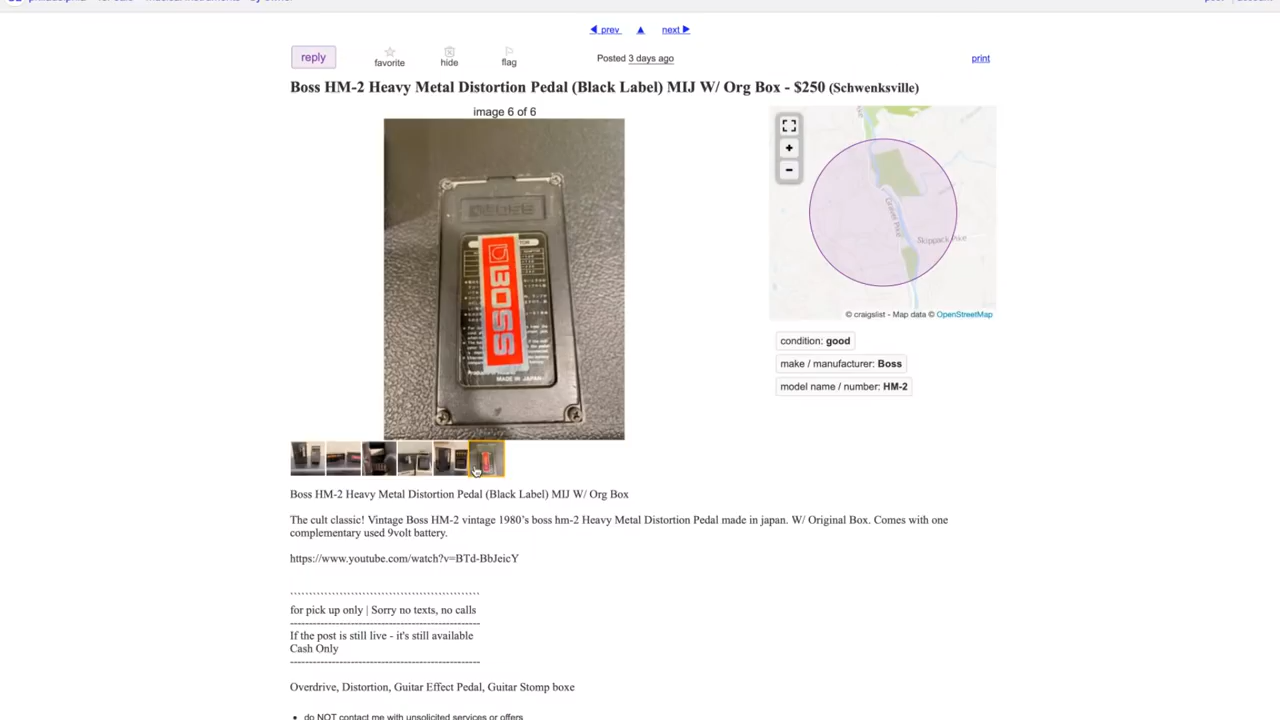 ◀ prev ▲ next ▶
reply
favorite
hide
flag
Posted 3 days ago
print
Boss HM-2 Heavy Metal Distortion Pedal (Black Label) MIJ W/ Org Box - $250 (Schwenksville)
image 6 of 6
BOSS
BOSS
MADE IN JAPAN
+
-
Gravel Pike
Skippack Pike
© craigslist - Map data © OpenStreetMap
condition: good
make / manufacturer: Boss
model name / number: HM-2
Boss HM-2 Heavy Metal Distortion Pedal (Black Label) MIJ W/ Org Box
The cult classic! Vintage Boss HM-2 vintage 1980's boss hm-2 Heavy Metal Distortion Pedal made in japan. W/ Original Box. Comes with one
complementary used 9volt battery.
https://www.youtube.com/watch?v=BTd-BbJeicY
for pick up only | Sorry no texts, no calls
If the post is still live - it's still available
Cash Only
Overdrive, Distortion, Guitar Effect Pedal, Guitar Stomp boxe
• do NOT contact me with unsolicited services or offers